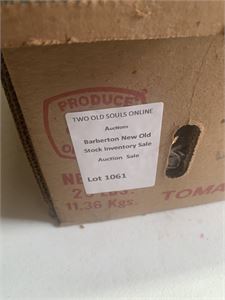 PRODUCE
TWO OLD SOULS ONLINE
Auctions
Barberton New Old
Stock Inventory Sale
Auction Sale
Lot 1061
11.36 Kgs.
TOMA